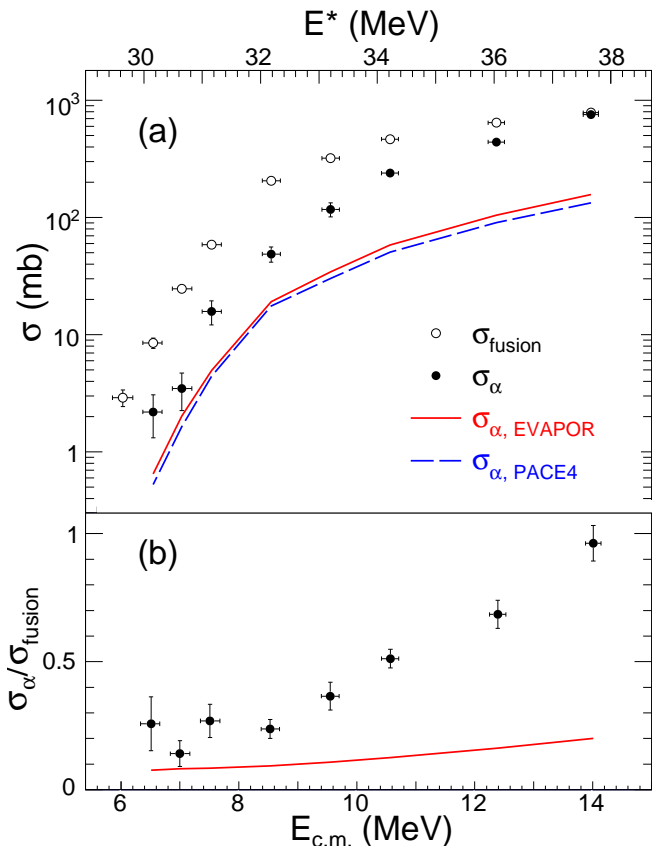 E* (MeV)
30 32 34 36 38
(a)
σ (mb)
10³
10²
10
1
σ_fusion
σ_α
σ_α, EVAPOR
σ_α, PACE4
(b)
σ_α/σ_fusion
1
0.5
0
6 8 10 12 14
E_c.m. (MeV)